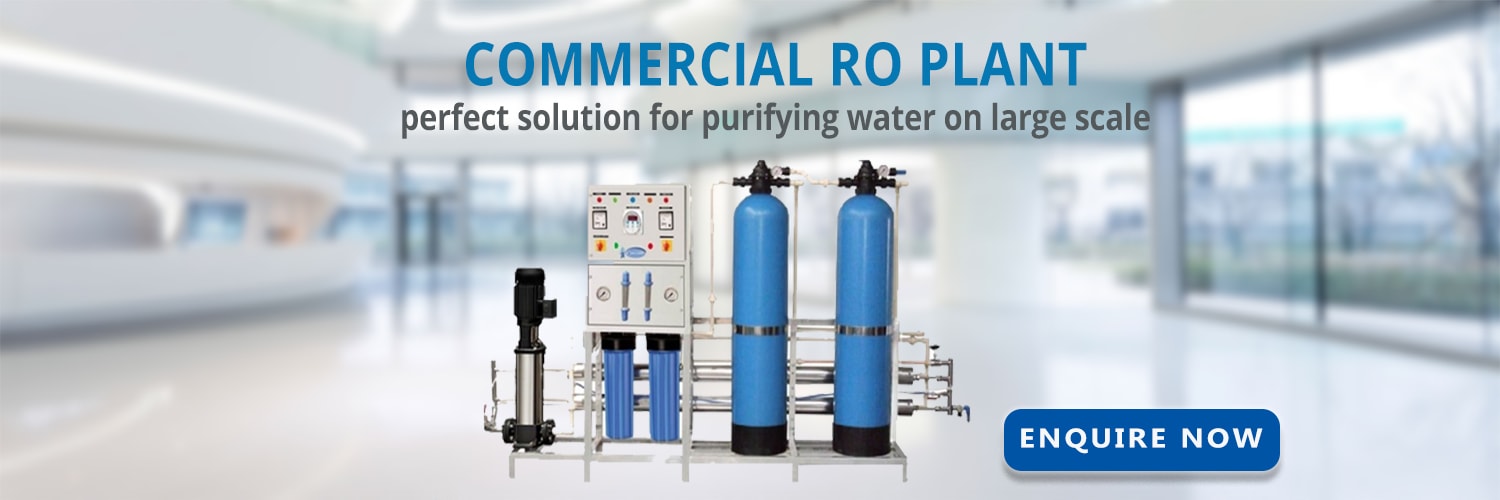 COMMERCIAL RO PLANT
perfect solution for purifying water on large scale
ENQUIRE NOW